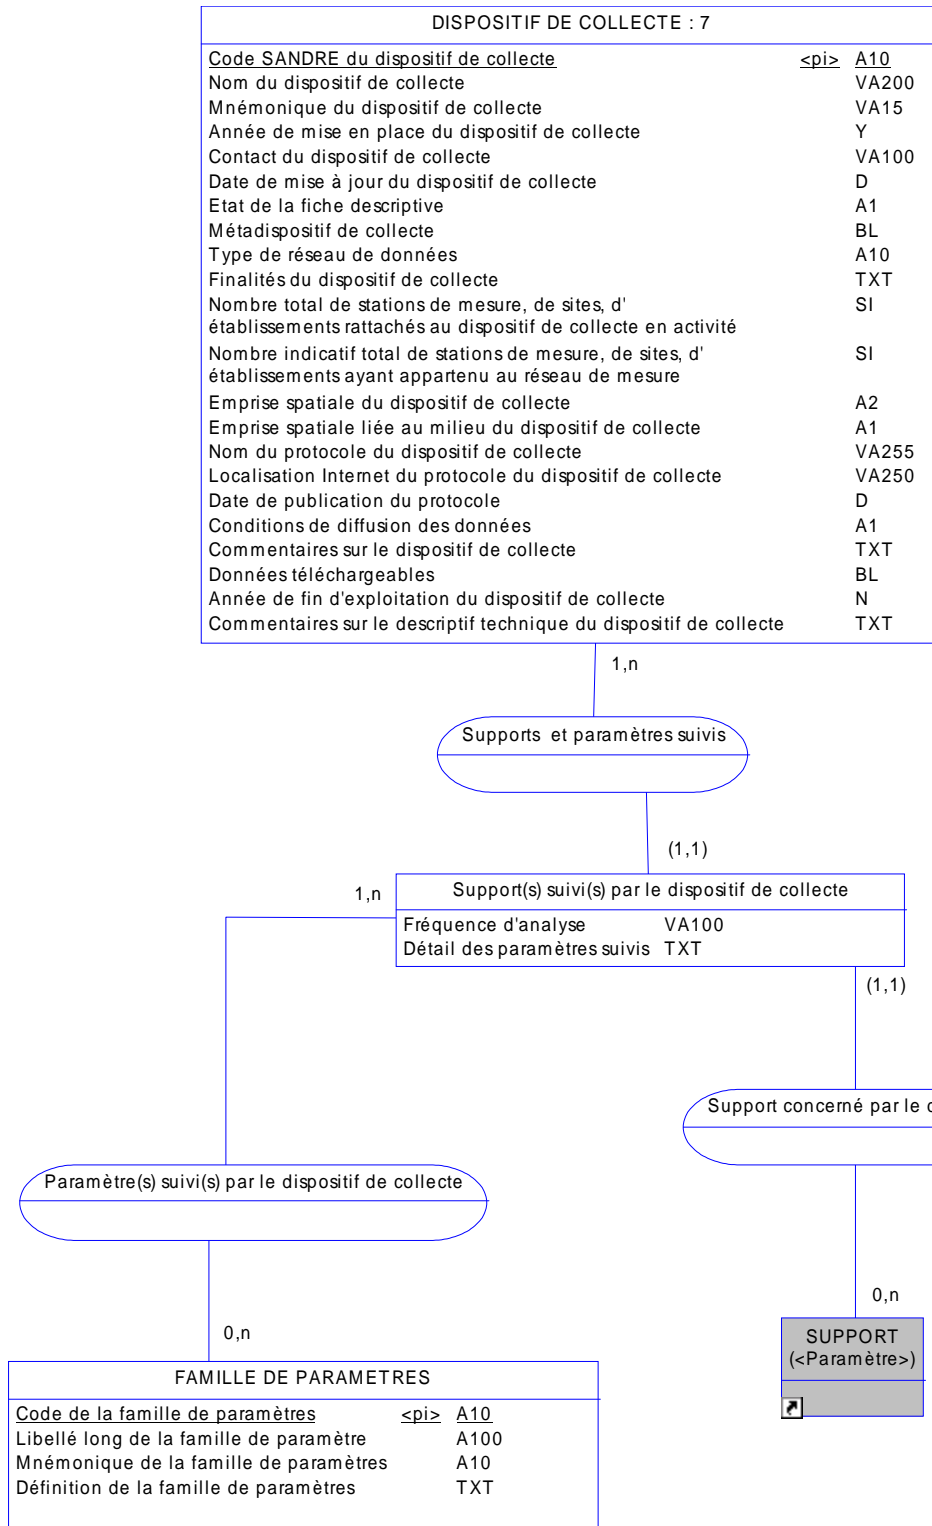 DISPOSITIF DE COLLECTE : 7
Code SANDRE du dispositif de collecte <pi> A10
Nom du dispositif de collecte VA200
Mnémonique du dispositif de collecte VA15
Année de mise en place du dispositif de collecte Y
Contact du dispositif de collecte VA100
Date de mise à jour du dispositif de collecte D
Etat de la fiche descriptive A1
Métadispositif de collecte BL
Type de réseau de données A10
Finalités du dispositif de collecte TXT
Nombre total de stations de mesure, de sites, d' SI
établissements rattachés au dispositif de collecte en activité
Nombre indicatif total de stations de mesure, de sites, d' SI
établissements ayant appartenu au réseau de mesure
Emprise spatiale du dispositif de collecte A2
Emprise spatiale liée au milieu du dispositif de collecte A1
Nom du protocole du dispositif de collecte VA255
Localisation Internet du protocole du dispositif de collecte VA250
Date de publication du protocole D
Conditions de diffusion des données A1
Commentaires sur le dispositif de collecte TXT
Données téléchargeables BL
Année de fin d'exploitation du dispositif de collecte N
Commentaires sur le descriptif technique du dispositif de collecte TXT
1,n
Supports et paramètres suivis
(1,1)
1,n
Support(s) suivi(s) par le dispositif de collecte
Fréquence d'analyse VA100
Détail des paramètres suivis TXT
(1,1)
Support concerné par le
Paramètre(s) suivi(s) par le dispositif de collecte
0,n
SUPPORT
(<Paramètre>)
0,n
FAMILLE DE PARAMETRES
Code de la famille de paramètres <pi> A10
Libellé long de la famille de paramètre A100
Mnémonique de la famille de paramètres A10
Définition de la famille de paramètres TXT